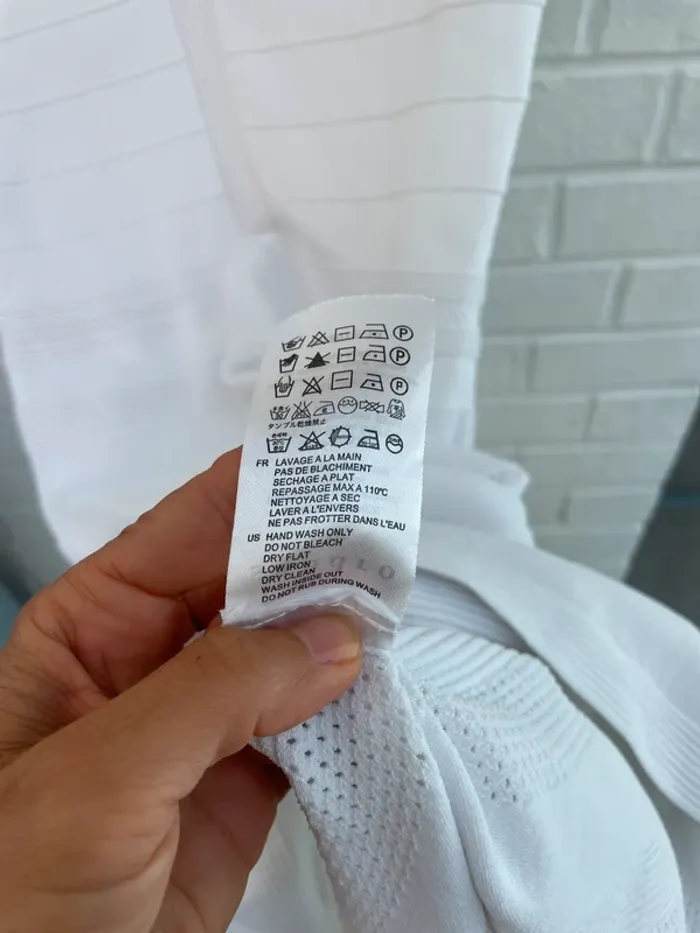 P
P
P
タンブル乾燥禁止
FR LAVAGE A LA MAIN
PAS DE BLACHIMENT
SECHAGE A PLAT
REPASSAGE MAX A 110°C
NETTOYAGE A SEC
LAVER A L'ENVERS
NE PAS FROTTER DANS L'EAU
US HAND WASH ONLY
DO NOT BLEACH
DRY FLAT
LOW IRON
DRY CLEAN
WASH INSIDE OUT
DO NOT RUB DURING WASH